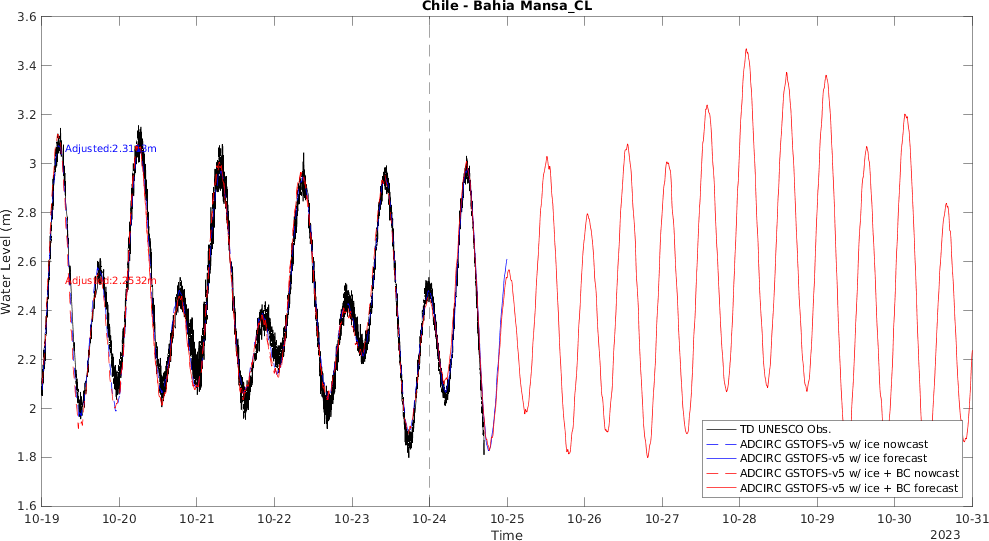 Chile - Bahia Mansa_CL
3.6
3.4
3.2
3
2.8
2.6
2.4
2.2
2
1.8
1.6
Water Level (m)
Adjusted:2.2532m
TD UNESCO Obs.
ADCIRC GSTOFS-v5 w/ ice nowcast
ADCIRC GSTOFS-v5 w/ ice forecast
ADCIRC GSTOFS-v5 w/ ice + BC nowcast
ADCIRC GSTOFS-v5 w/ ice + BC forecast
10-19 10-20 10-21 10-22 10-23 10-24 10-25 10-26 10-27 10-28 10-29 10-30 10-31
Time
2023